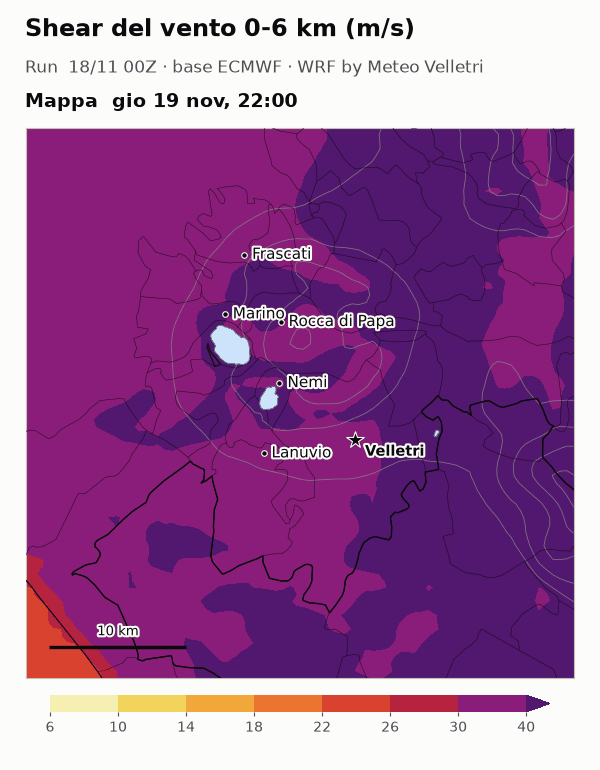 Shear del vento 0-6 km (m/s)
Run  18/11 00Z · base ECMWF · WRF by Meteo Velletri
Mappa  gio 19 nov, 22:00
Frascati
Marino
Rocca di Papa
Nemi
Velletri
Lanuvio
10 km
6 10 14 18 22 26 30 40